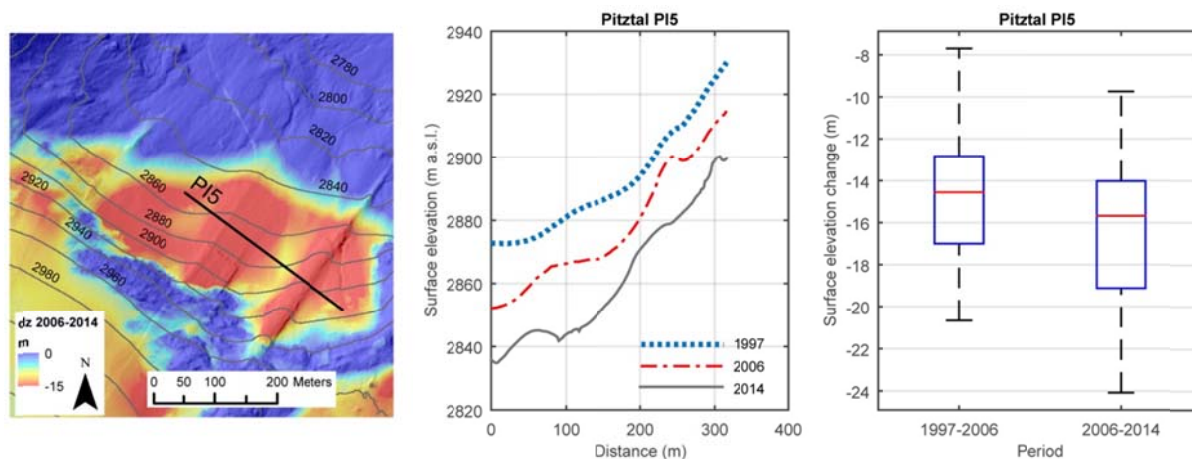 2780
2800
2820
2840
2860
2880
2900
2920
2940
2960
2980
PI5
dz 2006-2014
m
0
-15
N
0 50 100 200 Meters
Pitztal PI5
Surface elevation (m a.s.l.)
2940
2920
2900
2880
2860
2840
2820
0 100 200 300 400
Distance (m)
1997
2006
2014
Pitztal PI5
Surface elevation change (m)
-8
-10
-12
-14
-16
-18
-20
-22
-24
1997-2006 2006-2014
Period